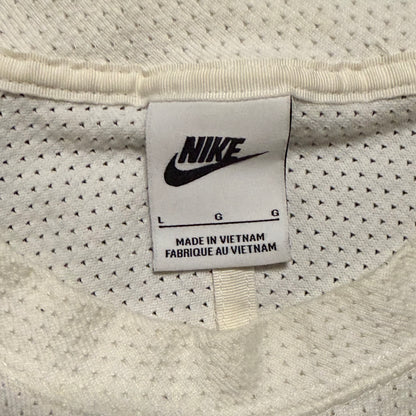 NIKE
L G G
MADE IN VIETNAM
FABRIQUE AU VIETNAM